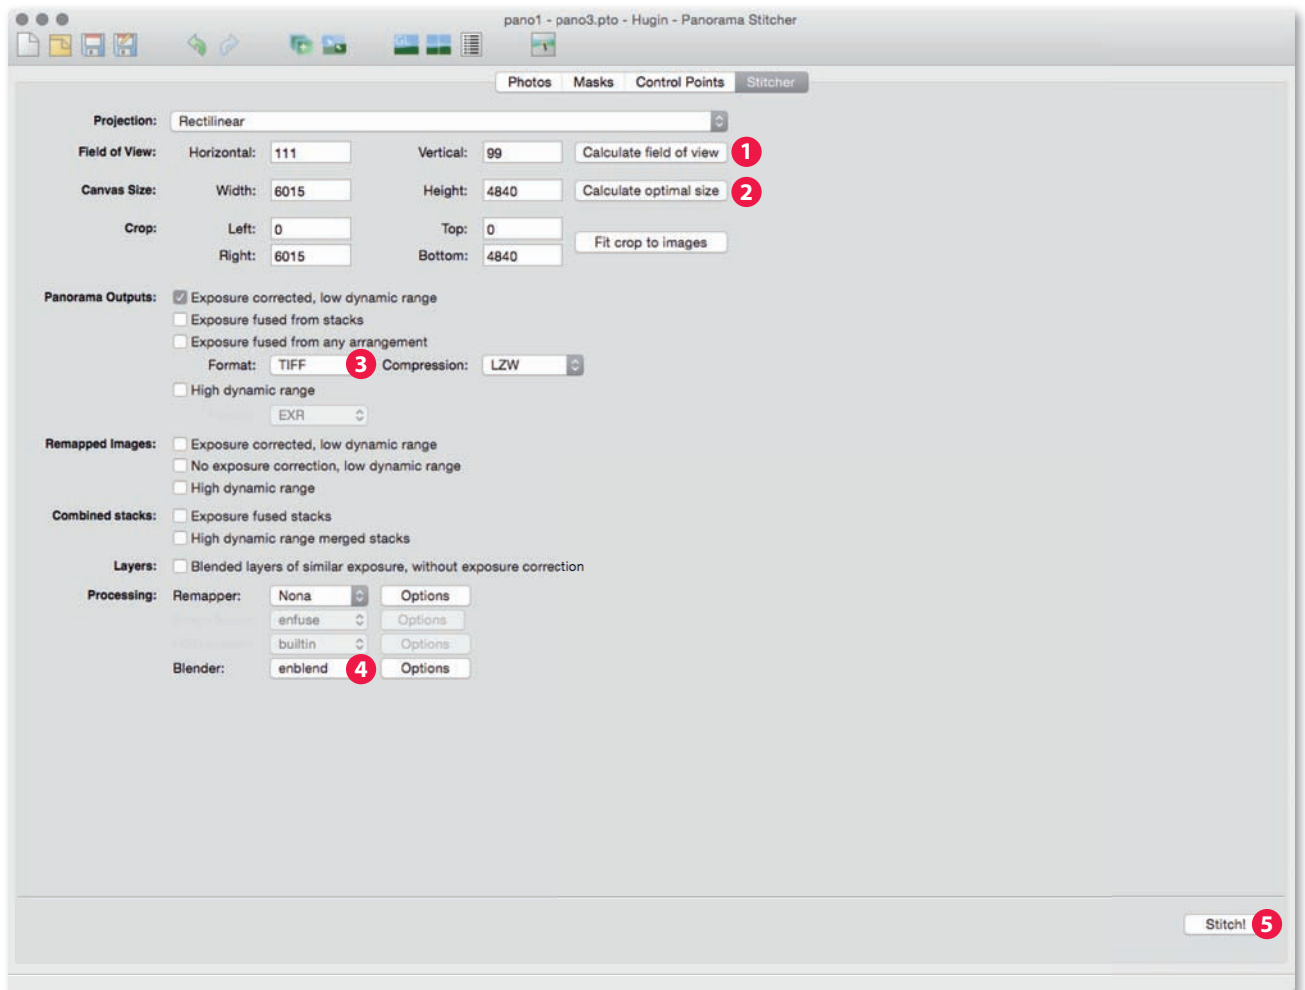 pano1 - pano3.pto - Hugin - Panorama Stitcher
Photos Masks Control Points Stitcher
Projection: Rectilinear
Field of View: Horizontal: 111 Vertical: 99 Calculate field of view 1
Canvas Size: Width: 6015 Height: 4840 Calculate optimal size 2
Crop: Left: 0 Top: 0
Fit crop to images
Right: 6015 Bottom: 4840
Panorama Outputs: Exposure corrected, low dynamic range
Exposure fused from stacks
Exposure fused from any arrangement
Format: TIFF 3 Compression: LZW
High dynamic range
EXR
Remapped Images: Exposure corrected, low dynamic range
No exposure correction, low dynamic range
High dynamic range
Combined stacks: Exposure fused stacks
High dynamic range merged stacks
Layers: Blended layers of similar exposure, without exposure correction
Processing: Remapper: Nona Options
enfuse Options
builtin Options
Blender: enblend 4 Options
Stitch! 5